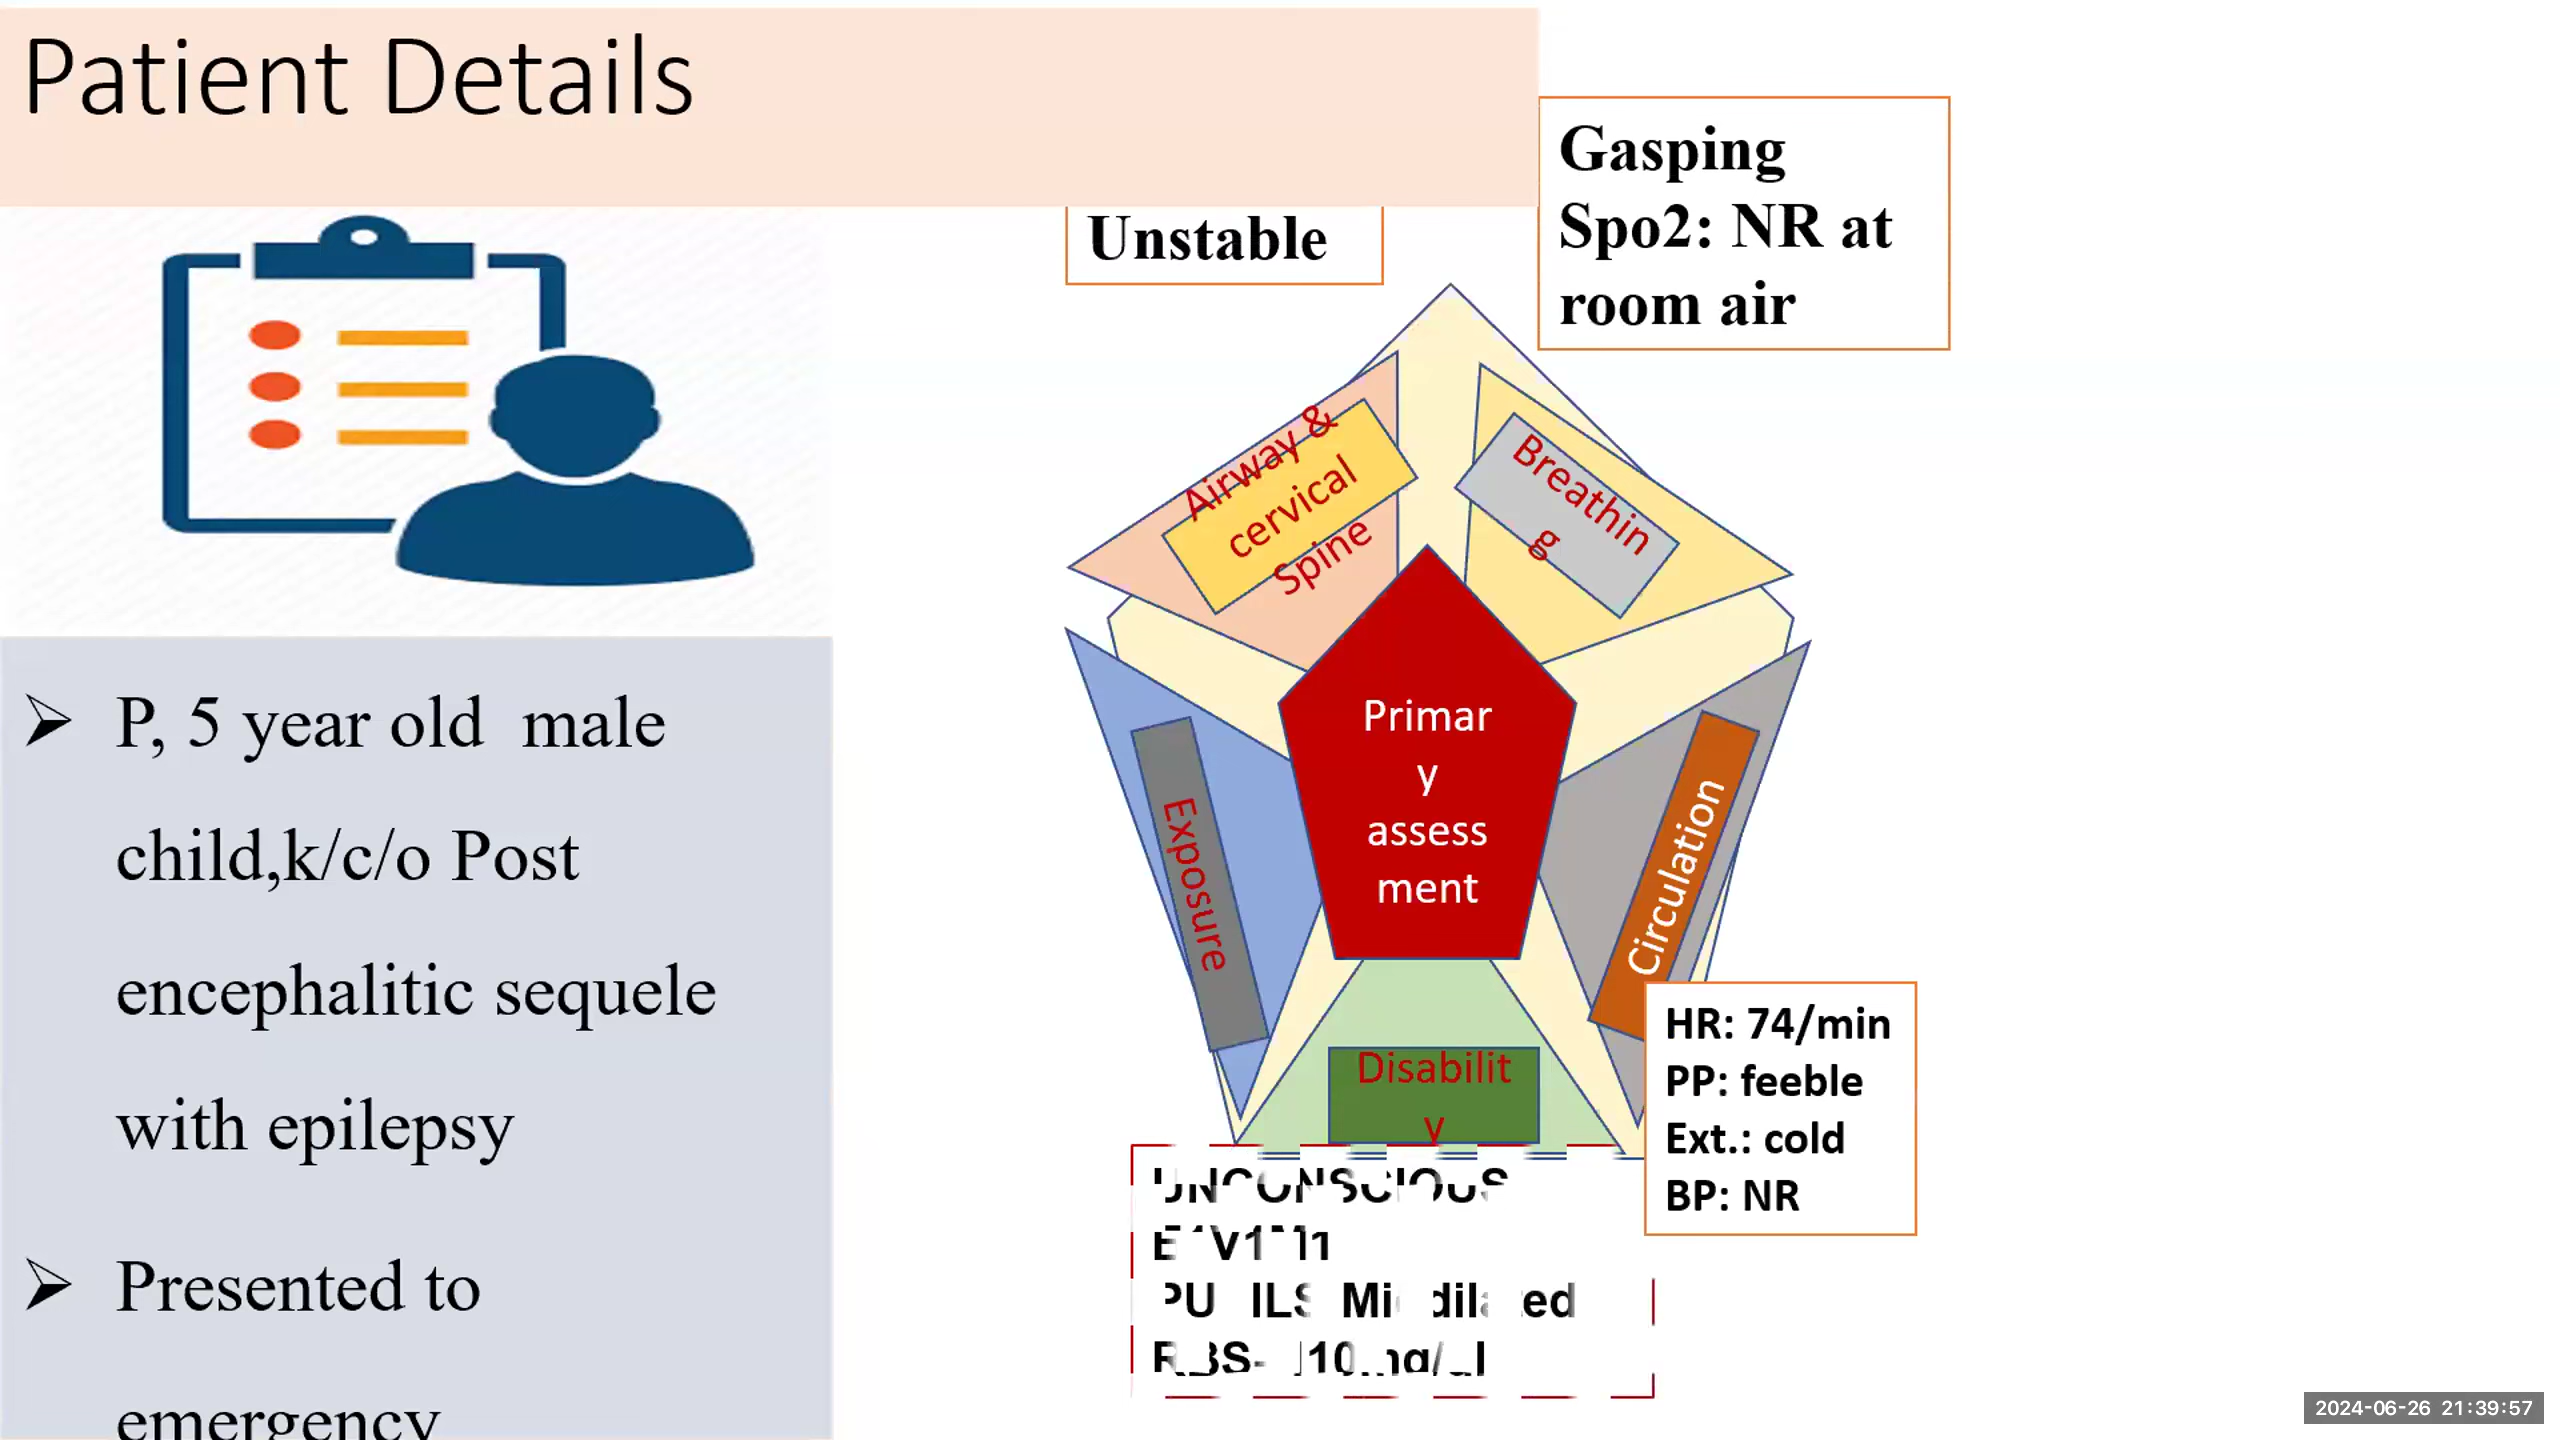 Patient Details
P, 5 year old male
child,k/c/o Post
encephalitic sequele
with epilepsy
Presented to
emergency
Unstable
Gasping
Spo2: NR at
room air
Airway &
cervical
Spine
Breathin
g
Primar
y
assess
ment
Exposure
Circulation
Disabilit
y
HR: 74/min
PP: feeble
Ext.: cold
BP: NR
UNCONSCIOUS
2024-06-26 21:39:57